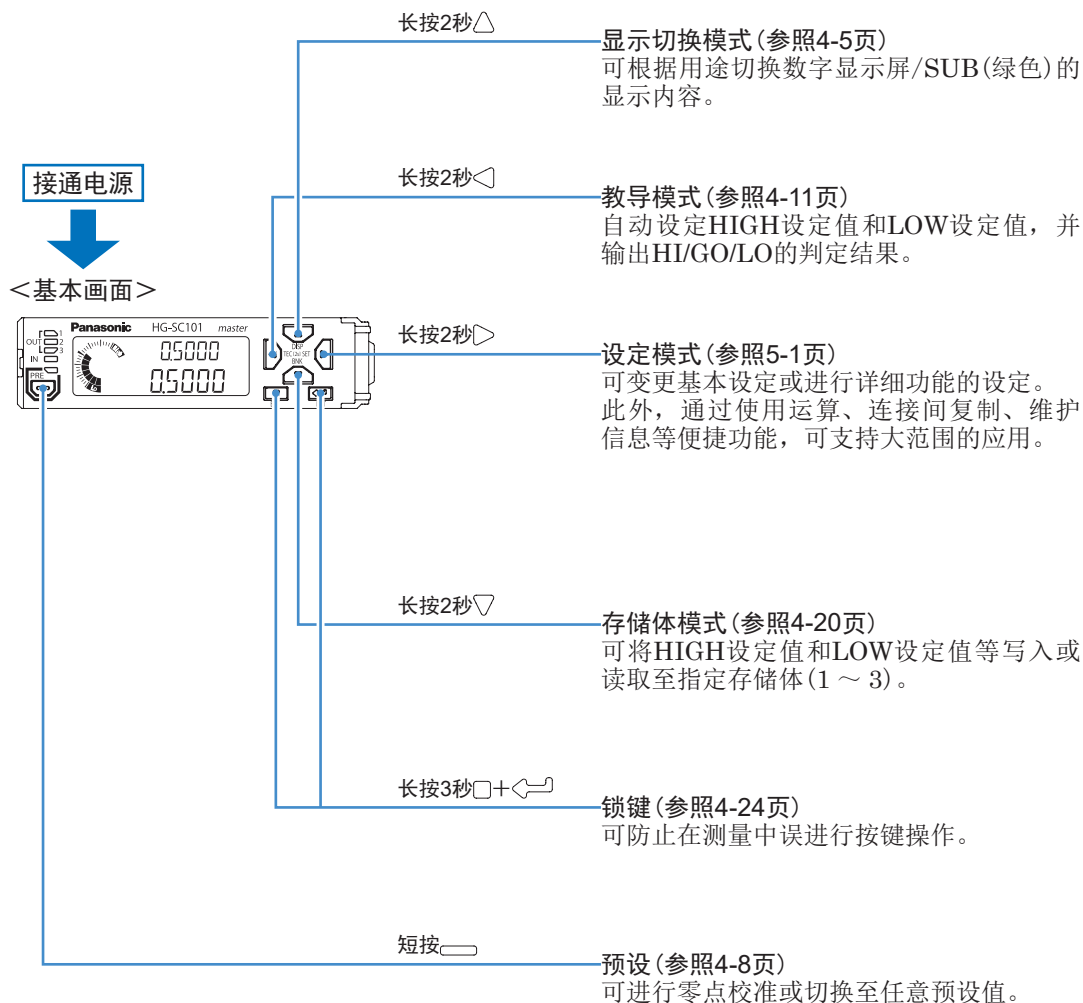 长按2秒
显示切换模式(参照4-5页)
可根据用途切换数字显示屏/SUB(绿色)的
显示内容。
接通电源
<基本画面>
长按2秒
教导模式(参照4-11页)
自动设定HIGH设定值和LOW设定值，并
输出HI/GO/LO的判定结果。
Panasonic HG-SC101 master
OUT 1
2
3
IN
PRE
0.5000
0.5000
DISP
TEC (2s) SET
BNK
长按2秒
设定模式(参照5-1页)
可变更基本设定或进行详细功能的设定。
此外，通过使用运算、连接间复制、维护
信息等便捷功能，可支持大范围的应用。
长按2秒
存储体模式(参照4-20页)
可将HIGH设定值和LOW设定值等写入或
读取至指定存储体(1～3)。
长按3秒□+
锁键(参照4-24页)
可防止在测量中误进行按键操作。
短按
预设(参照4-8页)
可进行零点校准或切换至任意预设值。